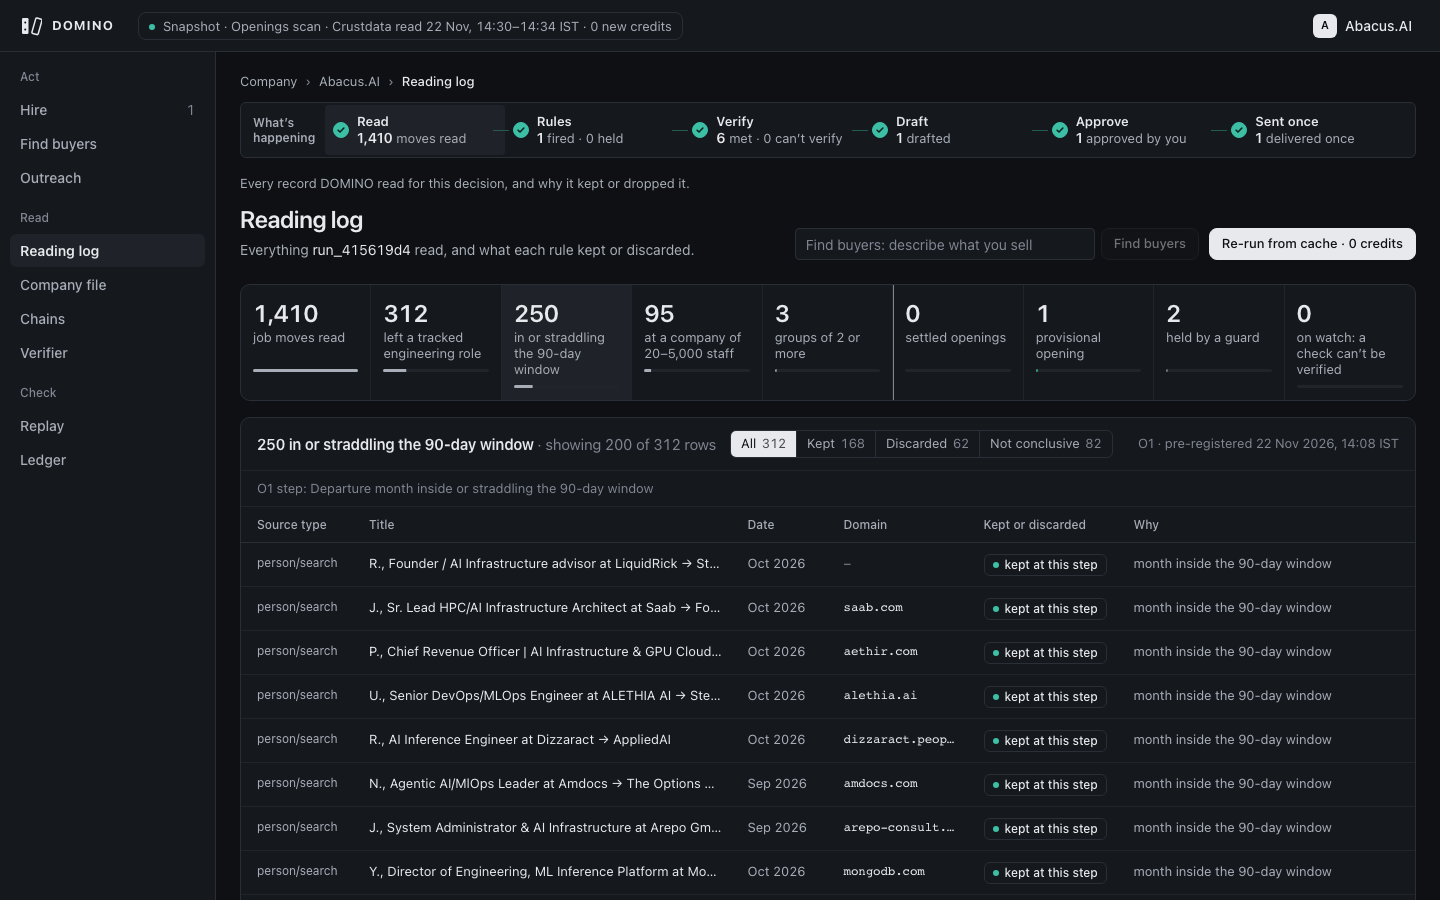 DOMINO
Snapshot · Openings scan · Crustdata read 22 Nov, 14:30–14:34 IST · 0 new credits
A
Abacus.AI
Act
Hire 1
Find buyers
Outreach
Read
Reading log
Company file
Chains
Verifier
Check
Replay
Ledger
Company › Abacus.AI › Reading log
What's happening
Read
1,410 moves read
Rules
1 fired · 0 held
Verify
6 met · 0 can't verify
Draft
1 drafted
Approve
1 approved by you
Sent once
1 delivered once
Every record DOMINO read for this decision, and why it kept or dropped it.
Reading log
Everything run_415619d4 read, and what each rule kept or discarded.
Find buyers: describe what you sell
Find buyers
Re-run from cache · 0 credits
1,410
job moves read
312
left a tracked
engineering role
250
in or straddling
the 90-day
window
95
at a company of
20–5,000 staff
3
groups of 2 or
more
0
settled openings
1
provisional
opening
2
held by a guard
0
on watch: a
check can't be
verified
250 in or straddling the 90-day window · showing 200 of 312 rows
All 312
Kept 168
Discarded 62
Not conclusive 82
O1 · pre-registered 22 Nov 2026, 14:08 IST
O1 step: Departure month inside or straddling the 90-day window
Source type Title Date Domain Kept or discarded Why
person/search R., Founder / AI Infrastructure advisor at LiquidRick → St... Oct 2026 – kept at this step month inside the 90-day window
person/search J., Sr. Lead HPC/AI Infrastructure Architect at Saab → Fo... Oct 2026 saab.com kept at this step month inside the 90-day window
person/search P., Chief Revenue Officer | AI Infrastructure & GPU Cloud... Oct 2026 aethir.com kept at this step month inside the 90-day window
person/search U., Senior DevOps/MLOps Engineer at ALETHIA AI → Ste... Oct 2026 alethia.ai kept at this step month inside the 90-day window
person/search R., AI Inference Engineer at Dizzaract → AppliedAI Oct 2026 dizzaract.peop… kept at this step month inside the 90-day window
person/search N., Agentic AI/MlOps Leader at Amdocs → The Options ... Sep 2026 amdocs.com kept at this step month inside the 90-day window
person/search J., System Administrator & AI Infrastructure at Arepo Gm... Sep 2026 arepo-consult.… kept at this step month inside the 90-day window
person/search Y., Director of Engineering, ML Inference Platform at Mo... Oct 2026 mongodb.com kept at this step month inside the 90-day window